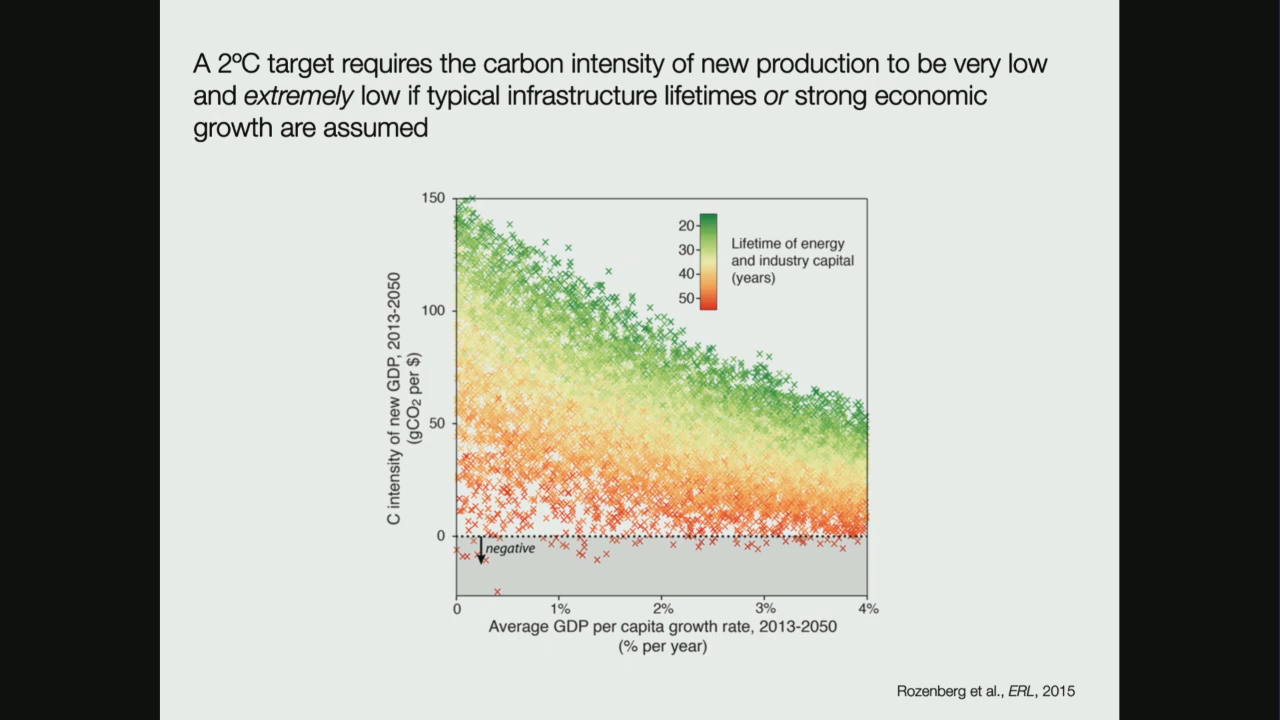 A 2ºC target requires the carbon intensity of new production to be very low
and extremely low if typical infrastructure lifetimes or strong economic
growth are assumed
150
100
50
0
C intensity of new GDP, 2013-2050
(gCO₂ per $)
20
30
40
50
Lifetime of energy
and industry capital
(years)
negative
0 1% 2% 3% 4%
Average GDP per capita growth rate, 2013-2050
(% per year)
Rozenberg et al., ERL, 2015